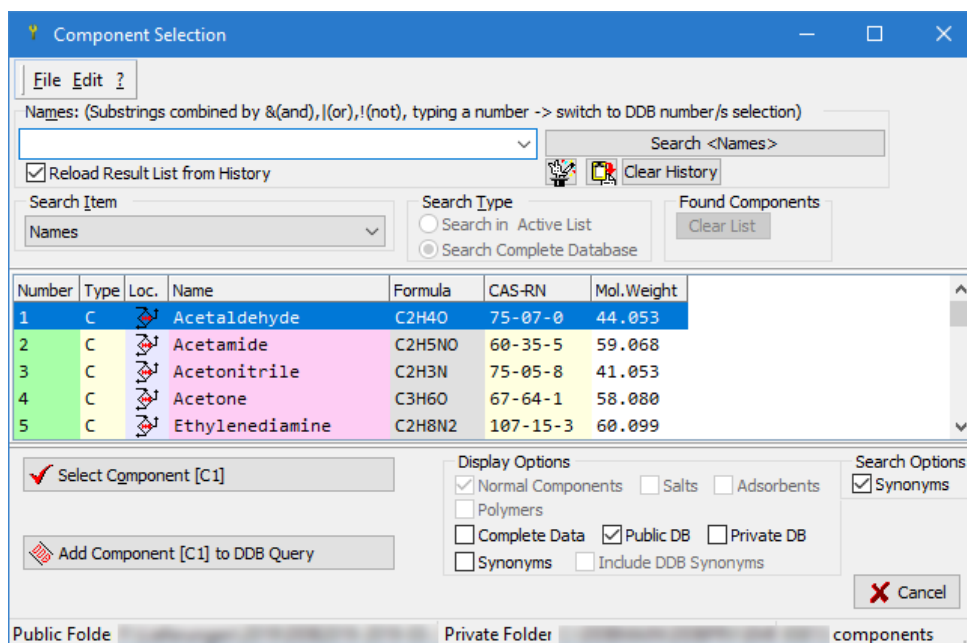 Component Selection
File Edit ?
Names: (Substrings combined by &(and),|(or),!(not), typing a number -> switch to DDB number/s selection)
Search <Names>
Reload Result List from History
Clear History
Search Item
Search Type
Found Components
Names
Search in Active List
Clear List
Search Complete Database
Number Type Loc. Name Formula CAS-RN Mol.Weight
1 C Acetaldehyde C2H4O 75-07-0 44.053
2 C Acetamide C2H5NO 60-35-5 59.068
3 C Acetonitrile C2H3N 75-05-8 41.053
4 C Acetone C3H6O 67-64-1 58.080
5 C Ethylenediamine C2H8N2 107-15-3 60.099
Select Component [C1]
Display Options
Search Options
Normal Components Salts Adsorbents
Synonyms
Polymers
Complete Data Public DB Private DB
Add Component [C1] to DDB Query
Synonyms Include DDB Synonyms
Cancel
Public Folde Private Folder components